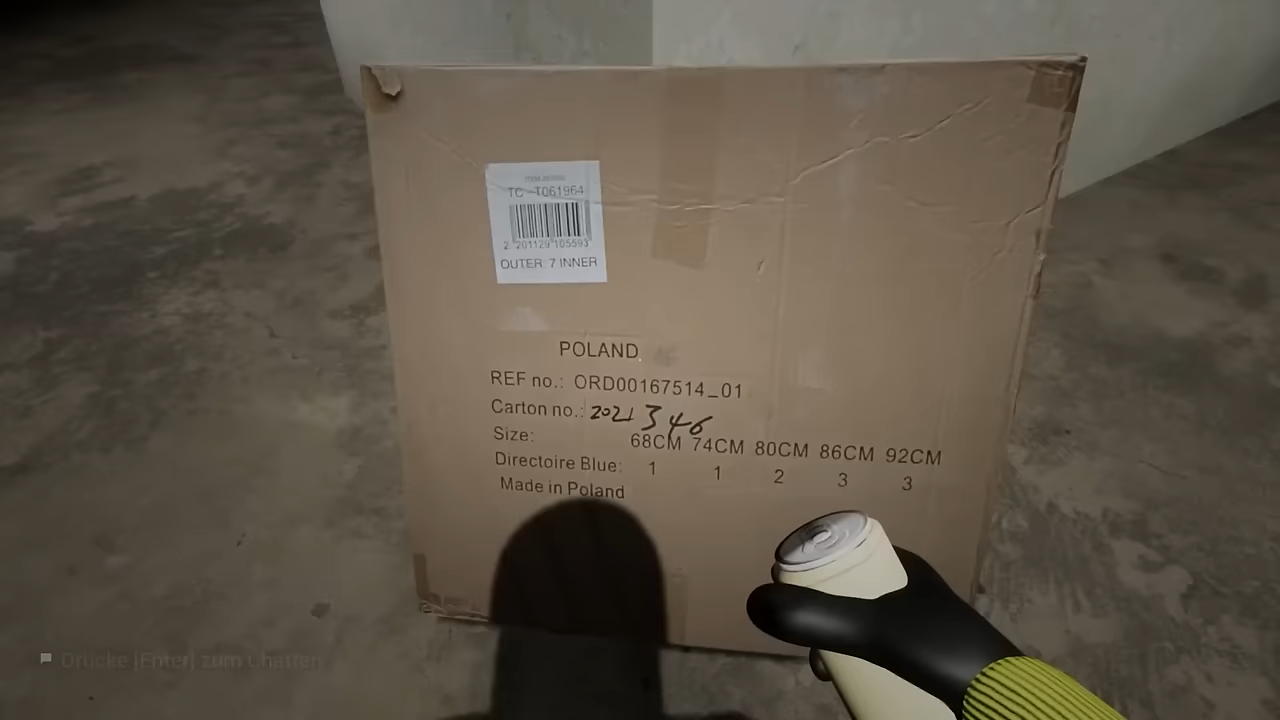 TC-T061964
2 201129 105593
OUTER: 7 INNER
POLAND
REF no.: ORD00167514_01
Carton no.: 2021 346
Size: 68CM 74CM 80CM 86CM 92CM
Directoire Blue: 1 1 2 3 3
Made in Poland
Drücke [Enter] zum Chatten